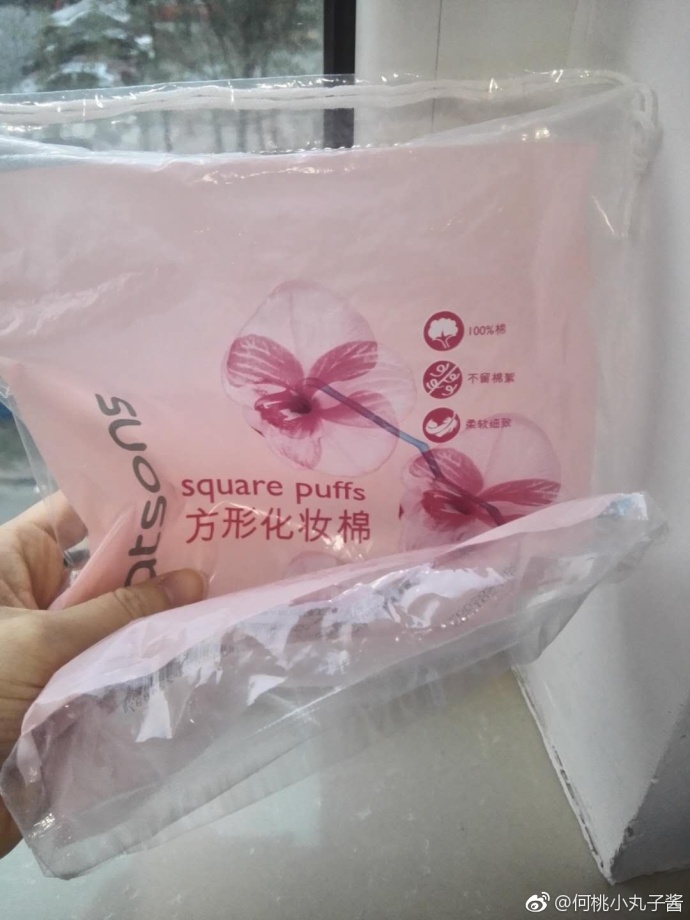 100%棉
不留棉絮
柔软细致
atsons
square puffs
方形化妆棉
@何桃小丸子酱